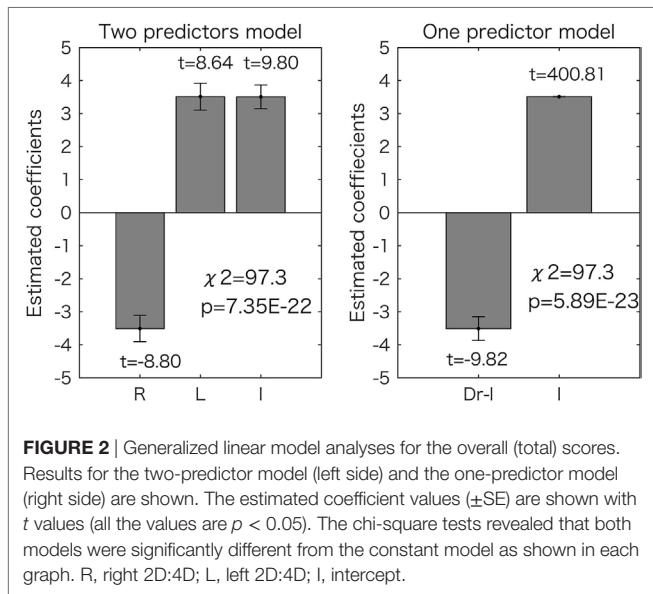 Two predictors model
Estimated coefficients
5
4
3
2
1
0
-1
-2
-3
-4
-5
t=8.64 t=9.80
χ2=97.3
p=7.35E-22
t=-8.80
R L I
One predictor model
Estimated coeffiecients
5
4
3
2
1
0
-1
-2
-3
-4
-5
t=400.81
χ2=97.3
p=5.89E-23
t=-9.82
Dr-l I
FIGURE 2 | Generalized linear model analyses for the overall (total) scores.
Results for the two-predictor model (left side) and the one-predictor model
(right side) are shown. The estimated coefficient values (±SE) are shown with
t values (all the values are p < 0.05). The chi-square tests revealed that both
models were significantly different from the constant model as shown in each
graph. R, right 2D:4D; L, left 2D:4D; I, intercept.